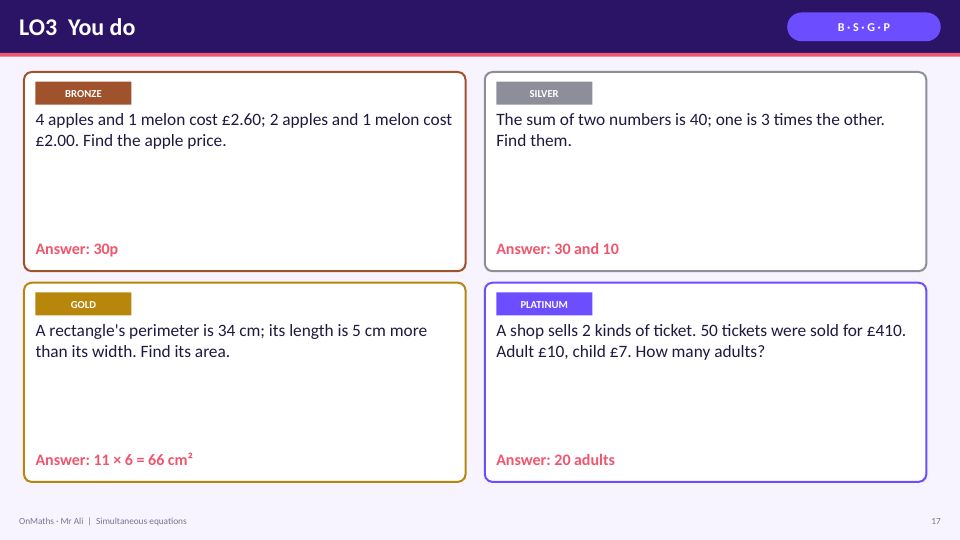 LO3 You do
B · S · G · P
BRONZE
4 apples and 1 melon cost £2.60; 2 apples and 1 melon cost
£2.00. Find the apple price.
Answer: 30p
SILVER
The sum of two numbers is 40; one is 3 times the other.
Find them.
Answer: 30 and 10
GOLD
A rectangle's perimeter is 34 cm; its length is 5 cm more
than its width. Find its area.
Answer: 11 × 6 = 66 cm²
PLATINUM
A shop sells 2 kinds of ticket. 50 tickets were sold for £410.
Adult £10, child £7. How many adults?
Answer: 20 adults
OnMaths · Mr Ali | Simultaneous equations
17